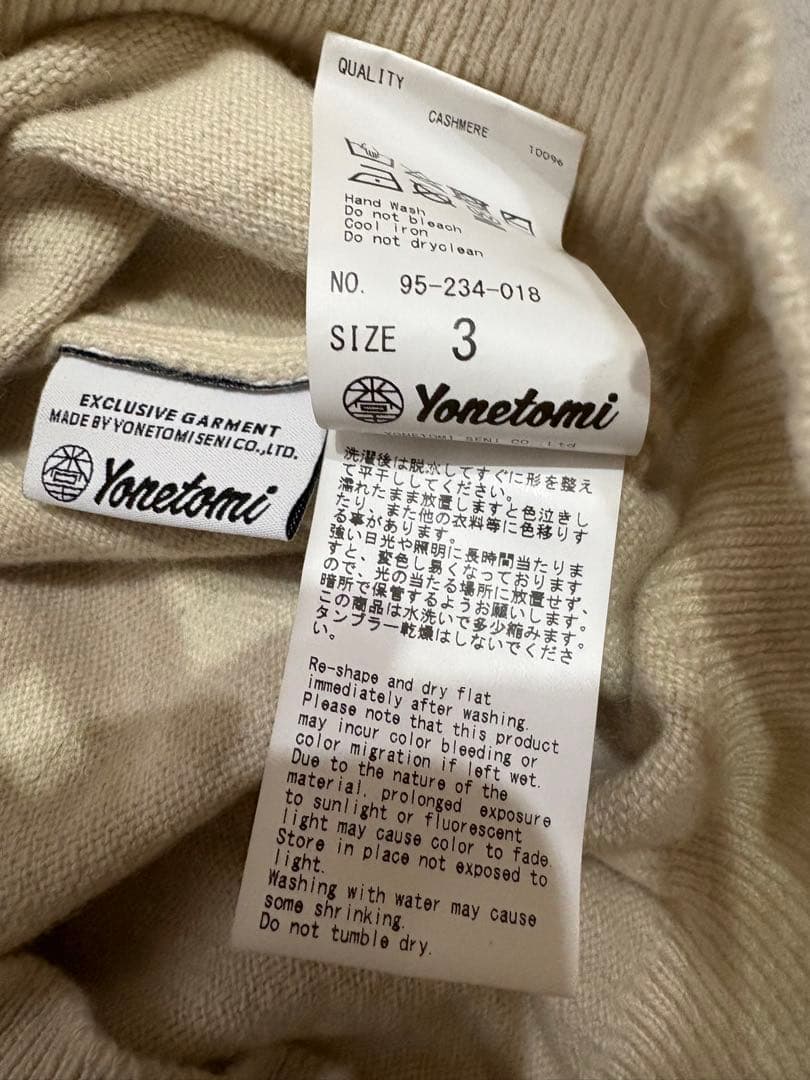 QUALITY
CASHMERE 100%
Hand Wash
Do not bleach
Cool iron
Do not dryclean
NO. 95-234-018
SIZE 3
Yonetomi
YONETOMI SENI CO.,Ltd
EXCLUSIVE GARMENT
MADE BY YONETOMISENI CO.,LTD.
Yonetomi
洗濯後は脱水してすぐに形を整え
て平干ししてください。
濡れたまま放置しますと色泣きし
たり、また他の衣料等に色移りす
る事があります。
強い日光や照明に長時間当たりま
すと、変色し易くなっております
ので、光の当たる場所に放置せず、
暗所で保管するようお願いします。
この商品は水洗いで多少縮みます。
タンブラー乾燥はしないでくださ
い。
Re-shape and dry flat
immediately after washing.
Please note that this product
may incur color bleeding or
color migration if left wet.
Due to the nature of the
material, prolonged exposure
to sunlight or fluorescent
light may cause color to fade.
Store in place not exposed to
light.
Washing with water may cause
some shrinking.
Do not tumble dry.